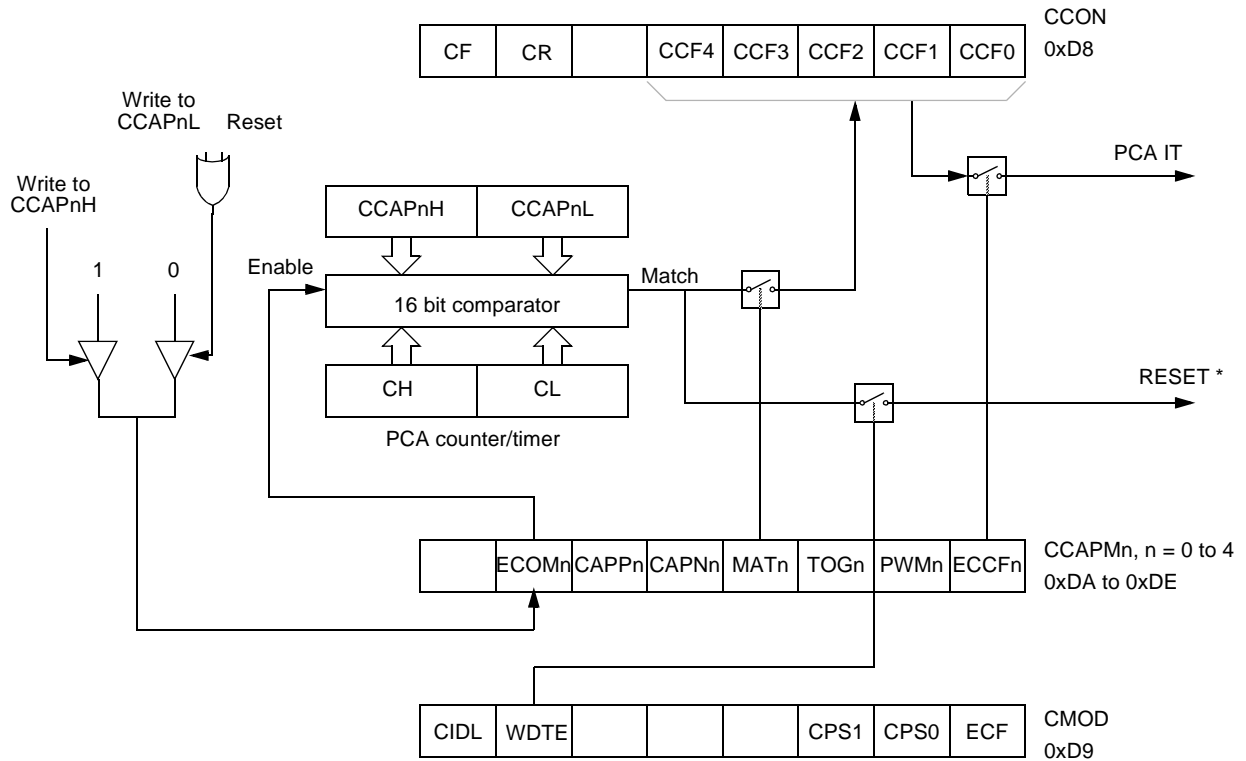 CCON
0xD8
CF CR CCF4 CCF3 CCF2 CCF1 CCF0
Write to
CCAPnL
Reset
PCA IT
Write to
CCAPnH
CCAPnH CCAPnL
1 0
Enable
16 bit comparator
Match
CH CL
PCA counter/timer
RESET *
ECOMn CAPPn CAPNn MATn TOGn PWMn ECCFn
CCAPMn, n = 0 to 4
0xDA to 0xDE
CIDL WDTE CPS1 CPS0 ECF
CMOD
0xD9